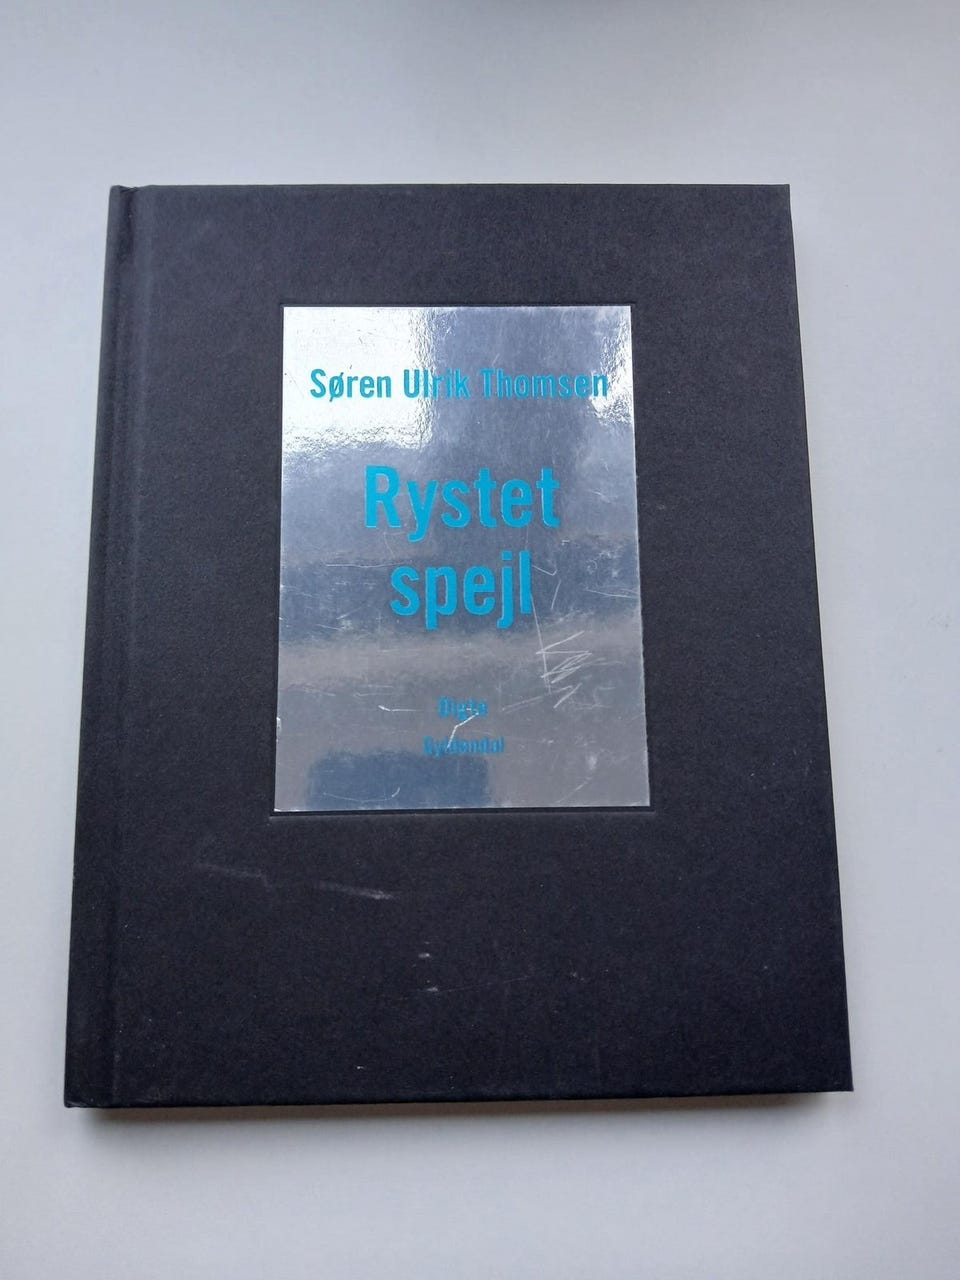 Søren Ulrik Thomsen
Rystet
spejl
Digte
Gyldendal